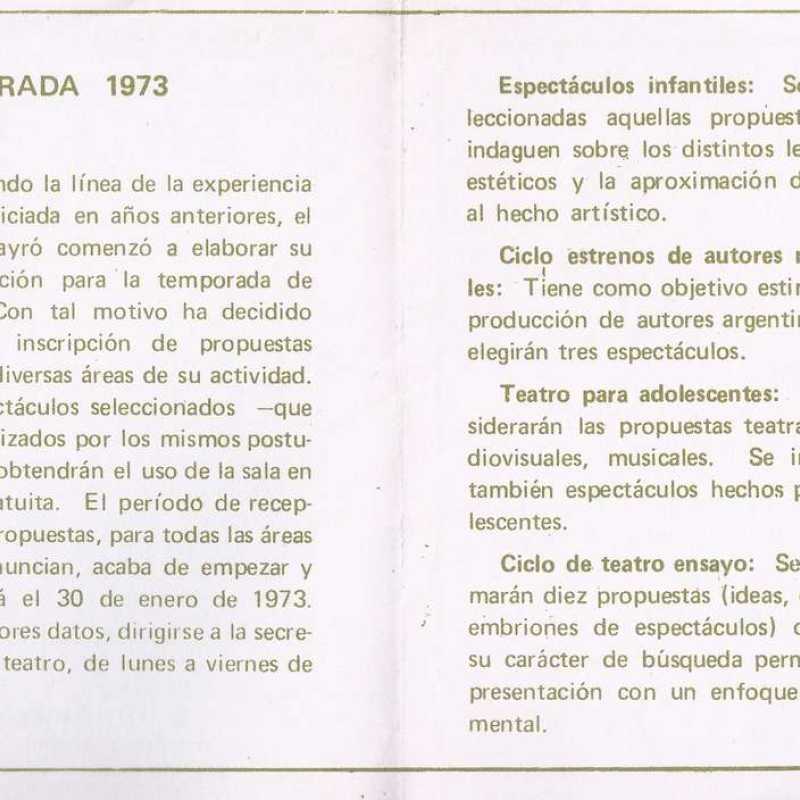 RADA 1973
ndo la línea de la experiencia
iciada en años anteriores, el
ayró comenzó a elaborar su
ción para la temporada de
Con tal motivo ha decidido
inscripción de propuestas
diversas áreas de su actividad.
ctáculos seleccionados —que
izados por los mismos postu-
obtendrán el uso de la sala en
atuita. El período de recep-
ropuestas, para todas las áreas
nuncian, acaba de empezar y
á el 30 de enero de 1973.
ores datos, dirigirse a la secre-
teatro, de lunes a viernes de
Espectáculos infantiles: Se
leccionadas aquellas propuest
indaguen sobre los distintos le
estéticos y la aproximación d
al hecho artístico.
Ciclo estrenos de autores n
les: Tiene como objetivo estin
producción de autores argentin
elegirán tres espectáculos.
Teatro para adolescentes:
siderarán las propuestas teatra
diovisuales, musicales. Se in
también espectáculos hechos p
lescentes.
Ciclo de teatro ensayo: Se
marán diez propuestas (ideas,
embriones de espectáculos) c
su carácter de búsqueda perm
presentación con un enfoque
mental.